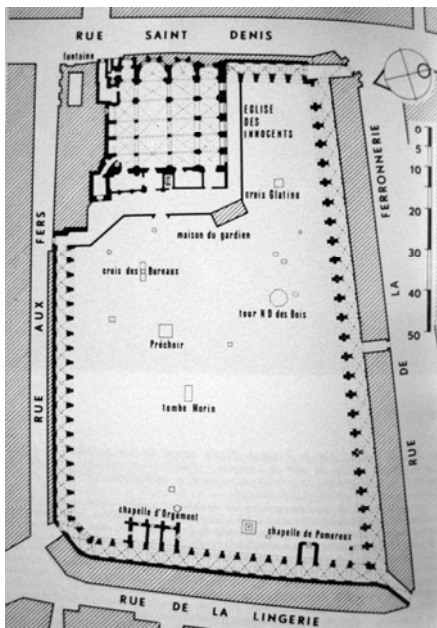 RUE SAINT DENIS
fontaine
EGLISE
DES
INNOCENTS
croix Glatine
maison du gardien
croix des Bureaux
tour N D des Bois
Prêchoir
tombe Morin
chapelle d'Orgemont
chapelle de Pomereux
RUE AUX FERS
RUE DE LA FERRONNERIE
RUE DE LA LINGERIE
0
5
10
20
30
40
50